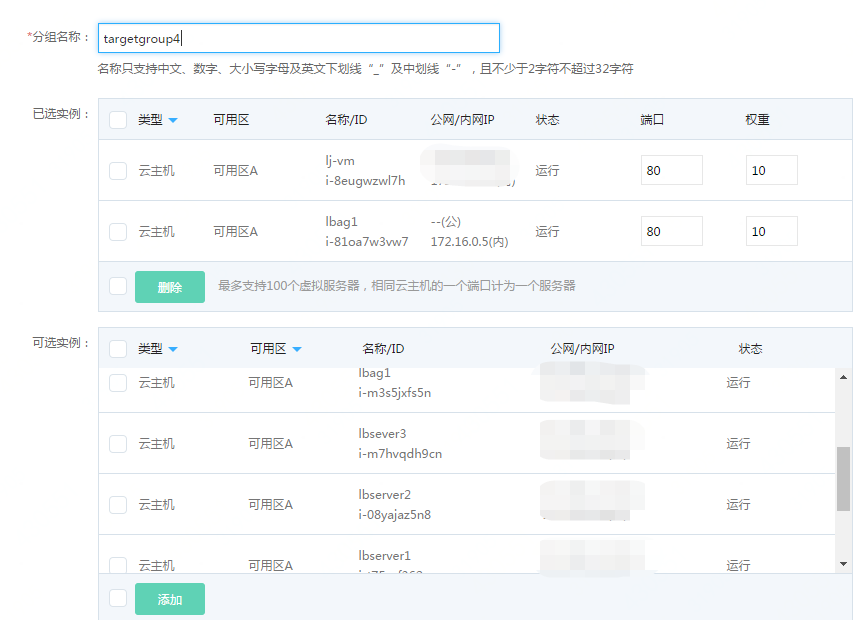 *分组名称： targetgroup4
名称只支持中文、数字、大小写字母及英文下划线“_”及中划线“-”，且不少于2字符不超过32字符
已选实例： 类型 可用区 名称/ID 公网/内网IP 状态 端口 权重
云主机 可用区A lj-vm i-8eugwzwl7h 运行 80 10
云主机 可用区A lbag1 i-81oa7w3vw7 --(公) 172.16.0.5(内) 运行 80 10
删除 最多支持100个虚拟服务器，相同云主机的一个端口计为一个服务器
可选实例： 类型 可用区 名称/ID 公网/内网IP 状态
云主机 可用区A lbag1 i-m3s5jxfs5n 运行
云主机 可用区A lbsever3 i-m7hvqdh9cn 运行
云主机 可用区A lbserver2 i-08yajaz5n8 运行
云主机 可用区A lbserver1 运行
添加